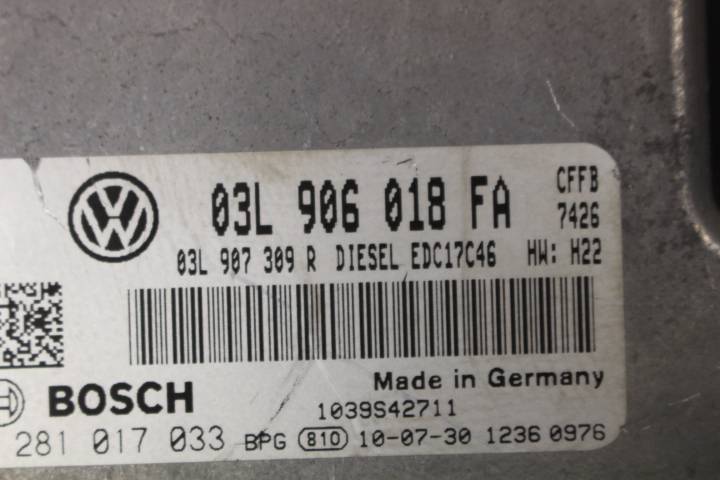 03L 906 018 FA CFFB
7426
03L 907 309 R DIESEL EDC17C46 HW: H22
BOSCH Made in Germany
1039S42711
281 017 033 BPG 810 10-07-30 1236 0976